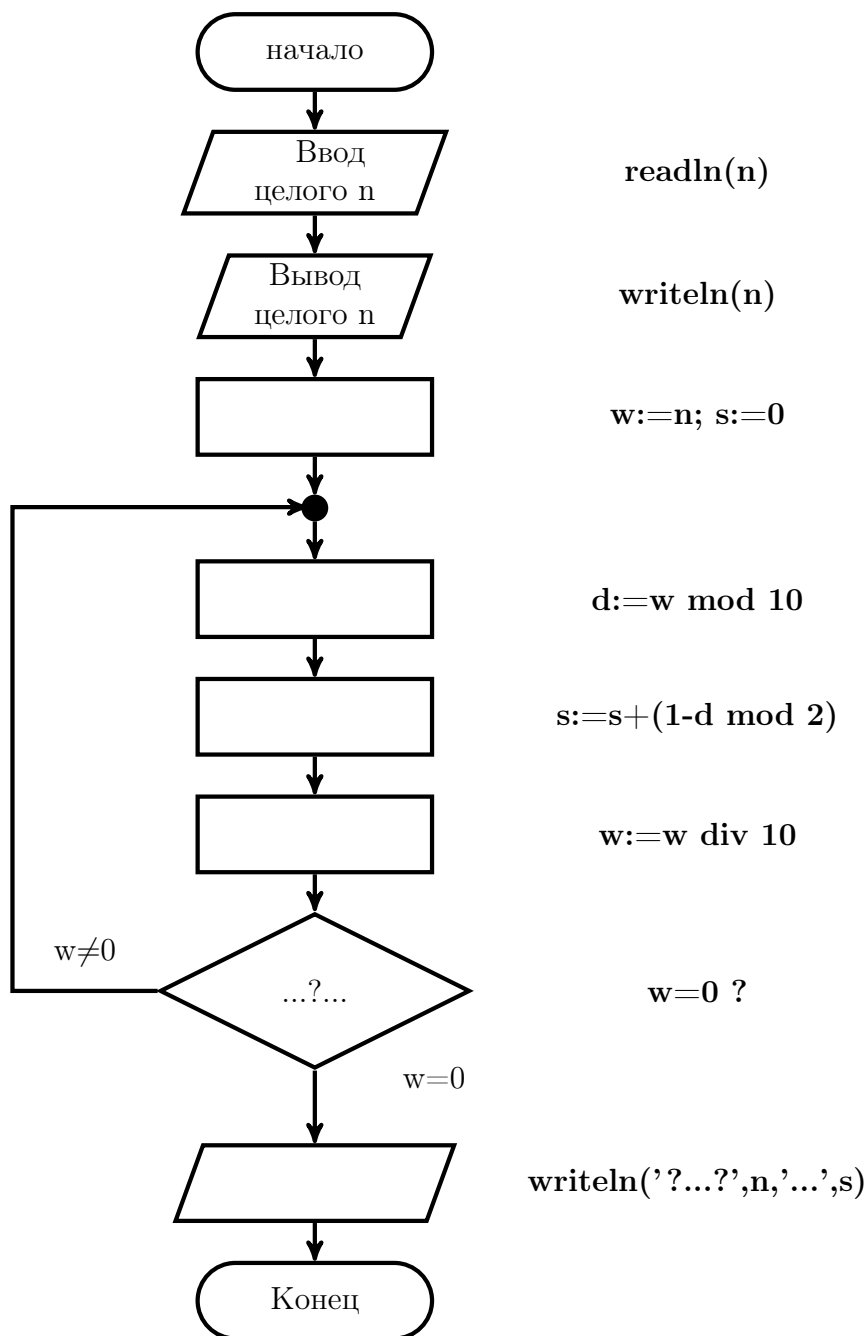 начало
Ввод
целого n
readln(n)
Вывод
целого n
writeln(n)
w:=n; s:=0
d:=w mod 10
s:=s+(1-d mod 2)
w:=w div 10
w≠0
...?...
w=0 ?
w=0
writeln('?...?',n,'...',s)
Конец